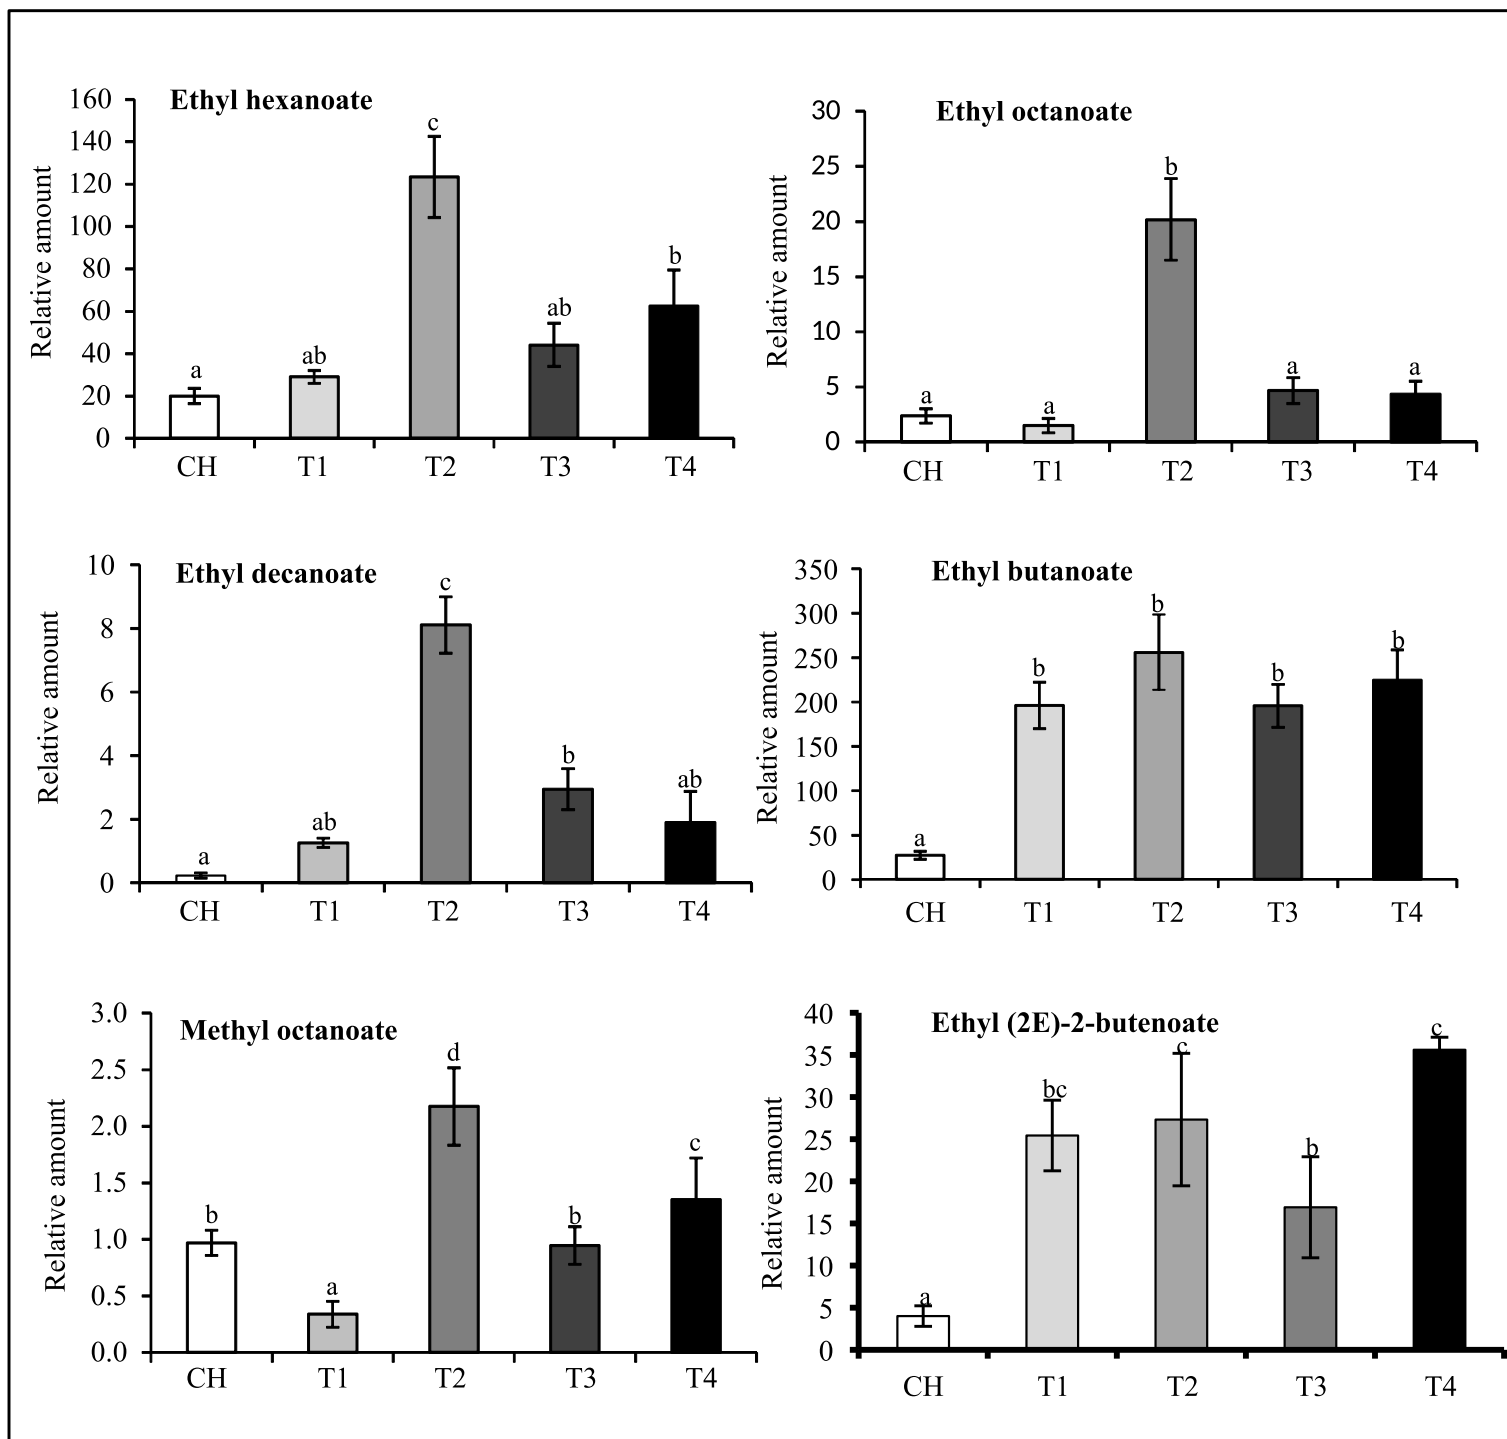 Ethyl hexanoate
160
140
120
100
80
60
40
20
0
Relative amount
a
ab
c
ab
b
CH T1 T2 T3 T4
Ethyl octanoate
30
25
20
15
10
5
0
Relative amount
a
a
b
a
a
CH T1 T2 T3 T4
Ethyl decanoate
10
8
6
4
2
0
Relative amount
a
ab
c
b
ab
CH T1 T2 T3 T4
Ethyl butanoate
350
300
250
200
150
100
50
0
Relative amount
a
b
b
b
b
CH T1 T2 T3 T4
Methyl octanoate
3.0
2.5
2.0
1.5
1.0
0.5
0.0
Relative amount
b
a
d
b
c
CH T1 T2 T3 T4
Ethyl (2E)-2-butenoate
40
35
30
25
20
15
10
5
0
Relative amount
a
bc
c
b
c
CH T1 T2 T3 T4